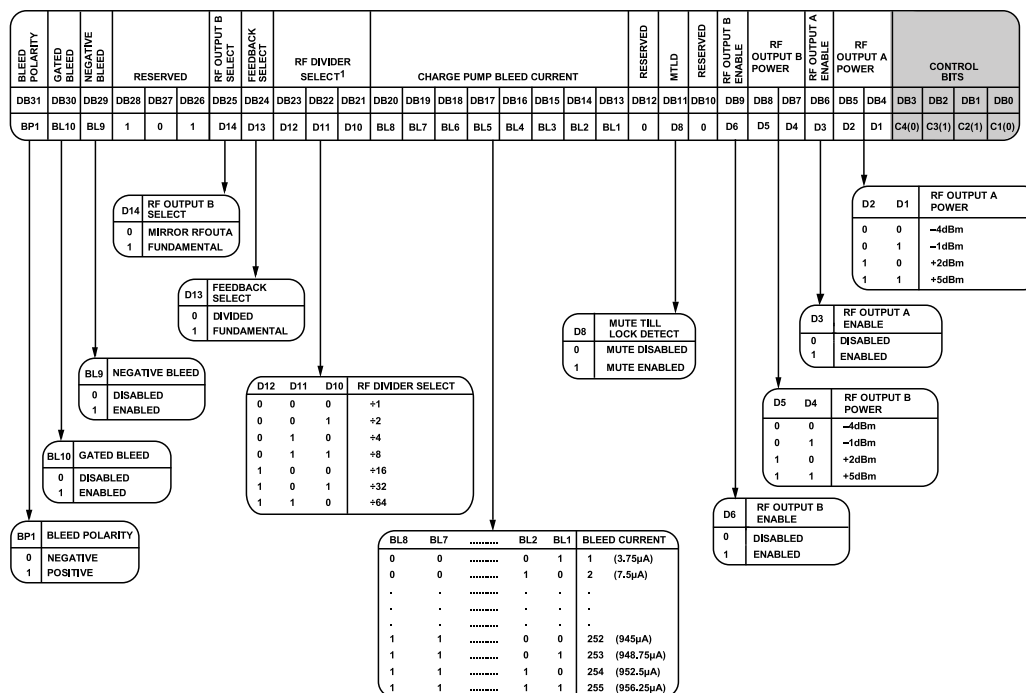 BLEED POLARITY
GATED BLEED
NEGATIVE BLEED
RESERVED
RF OUTPUT B SELECT
FEEDBACK SELECT
RF DIVIDER SELECT1
CHARGE PUMP BLEED CURRENT
RESERVED
MTLD
RESERVED
RF OUTPUT B ENABLE
RF OUTPUT B POWER
RF OUTPUT A ENABLE
RF OUTPUT A POWER
CONTROL BITS
DB31 DB30 DB29 DB28 DB27 DB26 DB25 DB24 DB23 DB22 DB21 DB20 DB19 DB18 DB17 DB16 DB15 DB14 DB13 DB12 DB11 DB10 DB9 DB8 DB7 DB6 DB5 DB4 DB3 DB2 DB1 DB0
BP1 BL10 BL9 1 0 1 D14 D13 D12 D11 D10 BL8 BL7 BL6 BL5 BL4 BL3 BL2 BL1 0 D8 0 D6 D5 D4 D3 D2 D1 C4(0) C3(1) C2(1) C1(0)
D14 RF OUTPUT B SELECT
0 MIRROR RFOUTA
1 FUNDAMENTAL
D2 D1 RF OUTPUT A POWER
0 0 –4dBm
0 1 –1dBm
1 0 +2dBm
1 1 +5dBm
D13 FEEDBACK SELECT
0 DIVIDED
1 FUNDAMENTAL
D3 RF OUTPUT A ENABLE
0 DISABLED
1 ENABLED
D8 MUTE TILL LOCK DETECT
0 MUTE DISABLED
1 MUTE ENABLED
BL9 NEGATIVE BLEED
0 DISABLED
1 ENABLED
D12 D11 D10 RF DIVIDER SELECT
0 0 0 ÷1
0 0 1 ÷2
0 1 0 ÷4
0 1 1 ÷8
1 0 0 ÷16
1 0 1 ÷32
1 1 0 ÷64
D5 D4 RF OUTPUT B POWER
0 0 –4dBm
0 1 –1dBm
1 0 +2dBm
1 1 +5dBm
BL10 GATED BLEED
0 DISABLED
1 ENABLED
D6 RF OUTPUT B ENABLE
0 DISABLED
1 ENABLED
BP1 BLEED POLARITY
0 NEGATIVE
1 POSITIVE
BL8 BL7 .......... BL2 BL1 BLEED CURRENT
0 0 .......... 0 1 1 (3.75µA)
0 0 .......... 1 0 2 (7.5µA)
. . .......... . . .
. . .......... . . .
. . .......... . . .
1 1 .......... 0 0 252 (945µA)
1 1 .......... 0 1 253 (948.75µA)
1 1 .......... 1 0 254 (952.5µA)
1 1 .......... 1 1 255 (956.25µA)